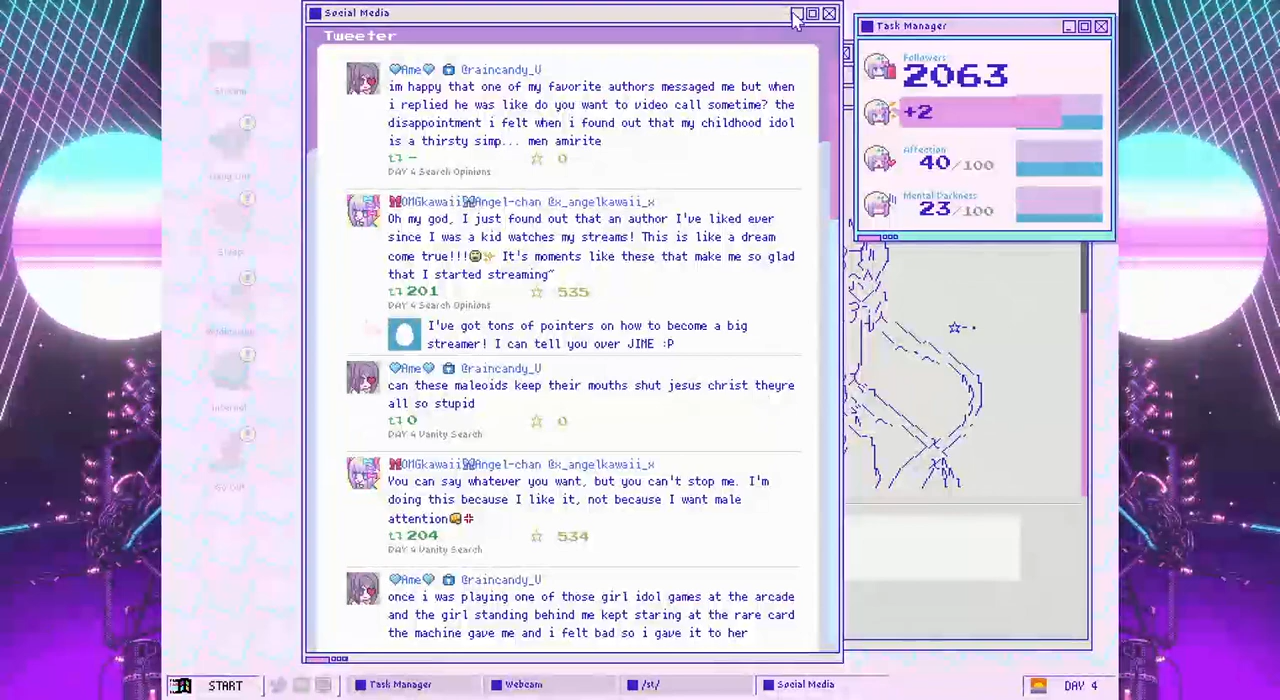 Social Media
Tweeter
Ame @raincandy_U
im happy that one of my favorite authors messaged me but when
i replied he was like do you want to video call sometime? the
disappointment i felt when i found out that my childhood idol
is a thirsty simp... men amirite
– 0
DAY 4 Search Opinions
OMGkawaiiAngel-chan @x_angelkawaii_x
Oh my god, I just found out that an author I've liked ever
since I was a kid watches my streams! This is like a dream
come true!!!😄✨ It's moments like these that make me so glad
that I started streaming~
201 535
DAY 4 Search Opinions
I've got tons of pointers on how to become a big
streamer! I can tell you over JINE :P
Ame @raincandy_U
can these maleoids keep their mouths shut jesus christ theyre
all so stupid
0 0
DAY 4 Vanity Search
OMGkawaiiAngel-chan @x_angelkawaii_x
You can say whatever you want, but you can't stop me. I'm
doing this because I like it, not because I want male
attention👊💢
204 534
DAY 4 Vanity Search
Ame @raincandy_U
once i was playing one of those girl idol games at the arcade
and the girl standing behind me kept staring at the rare card
the machine gave me and i felt bad so i gave it to her
Task Manager
Followers
2063
+2
Affection
40/100
Mental Darkness
23/100
Stream
Hang Out
Sleep
Medication
Internet
Go Out
START
Task Manager
Webcam
/st/
Social Media
DAY 4